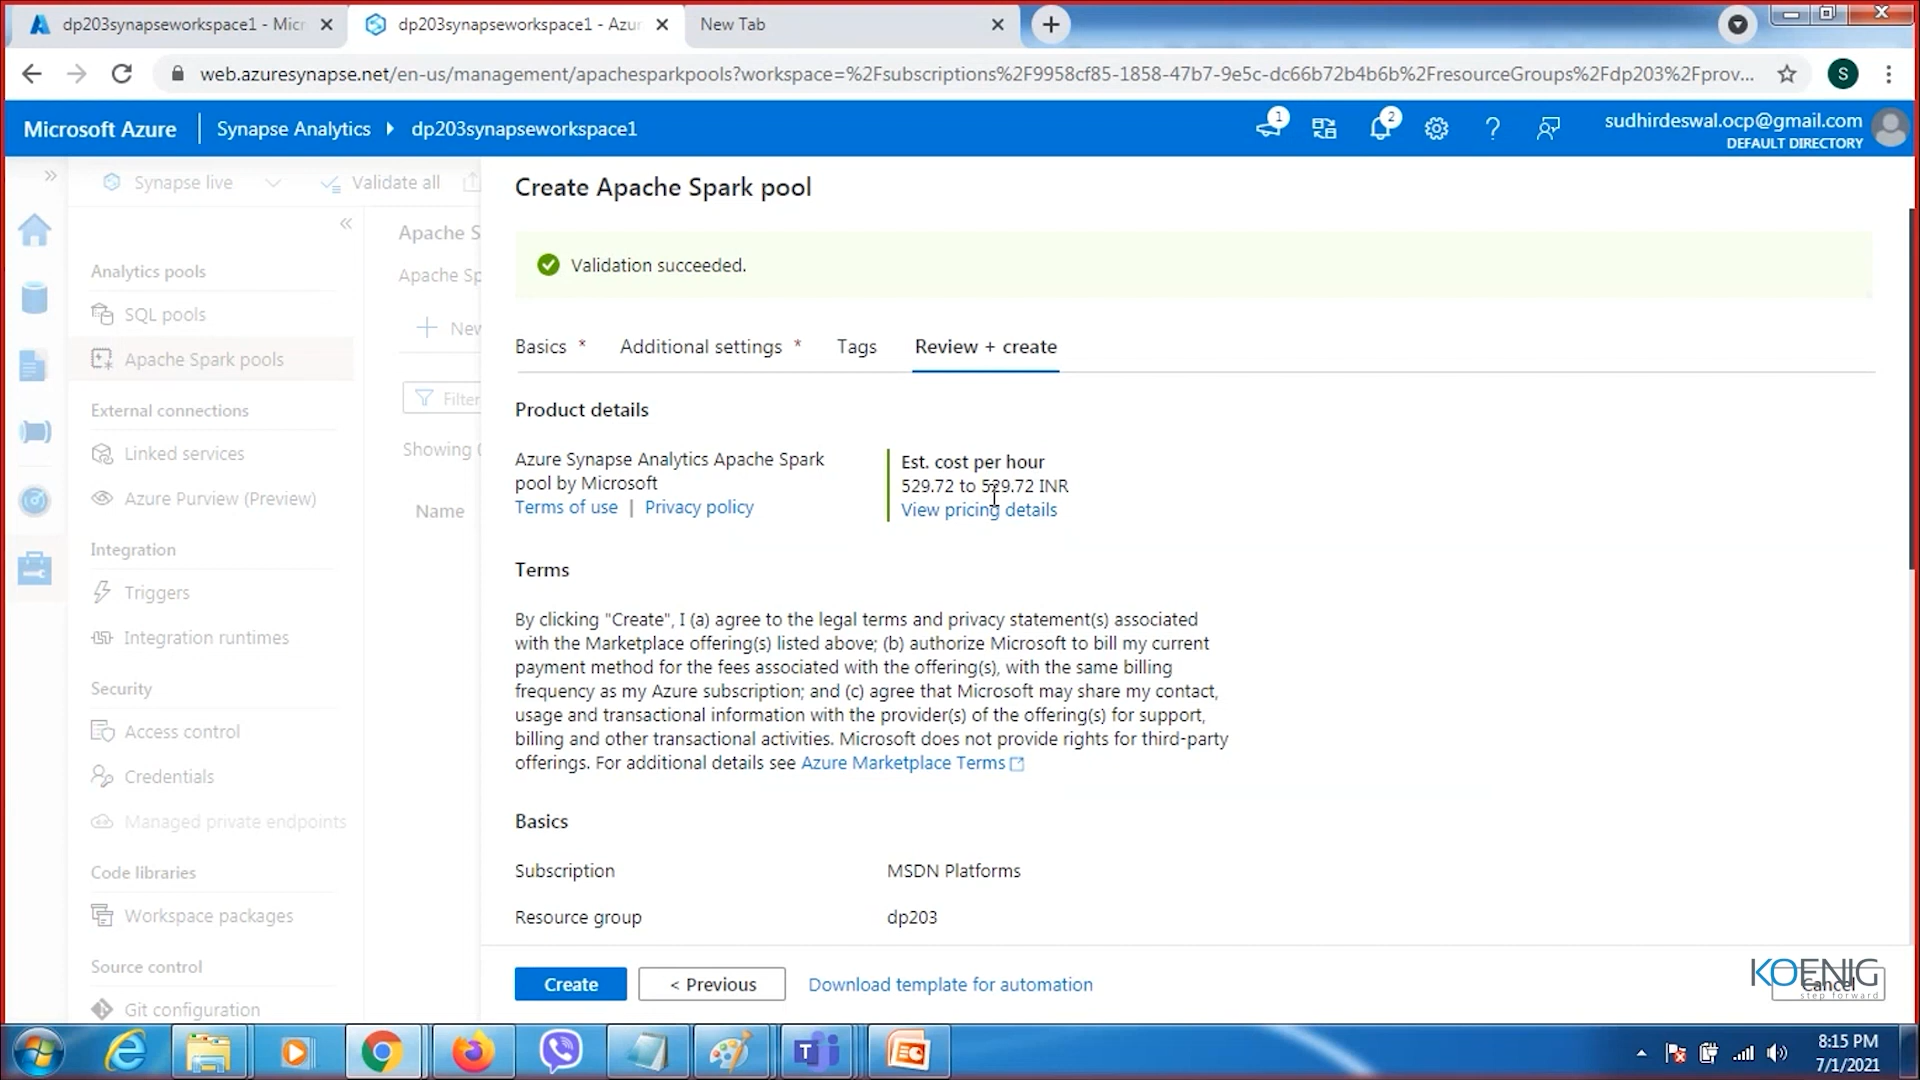 dp203synapseworkspace1 - Micr
dp203synapseworkspace1 - Azur
New Tab
web.azuresynapse.net/en-us/management/apachesparkpools?workspace=%2Fsubscriptions%2F9958cf85-1858-47b7-9e5c-dc66b72b4b6b%2FresourceGroups%2Fdp203%2Fprov...
S
Microsoft Azure
Synapse Analytics
dp203synapseworkspace1
1
2
sudhirdeswal.ocp@gmail.com
DEFAULT DIRECTORY
Synapse live
Validate all
Analytics pools
SQL pools
Apache Spark pools
External connections
Linked services
Azure Purview (Preview)
Integration
Triggers
Integration runtimes
Security
Access control
Credentials
Managed private endpoints
Code libraries
Workspace packages
Source control
Git configuration
Apache S
Apache Sp
New
Filter
Showing
Name
Create Apache Spark pool
Validation succeeded.
Basics *
Additional settings *
Tags
Review + create
Product details
Azure Synapse Analytics Apache Spark
pool by Microsoft
Terms of use | Privacy policy
Est. cost per hour
529.72 to 529.72 INR
View pricing details
Terms
By clicking "Create", I (a) agree to the legal terms and privacy statement(s) associated
with the Marketplace offering(s) listed above; (b) authorize Microsoft to bill my current
payment method for the fees associated with the offering(s), with the same billing
frequency as my Azure subscription; and (c) agree that Microsoft may share my contact,
usage and transactional information with the provider(s) of the offering(s) for support,
billing and other transactional activities. Microsoft does not provide rights for third-party
offerings. For additional details see Azure Marketplace Terms
Basics
Subscription
MSDN Platforms
Resource group
dp203
Create
< Previous
Download template for automation
Cancel
KOENIG
step forward
8:15 PM
7/1/2021